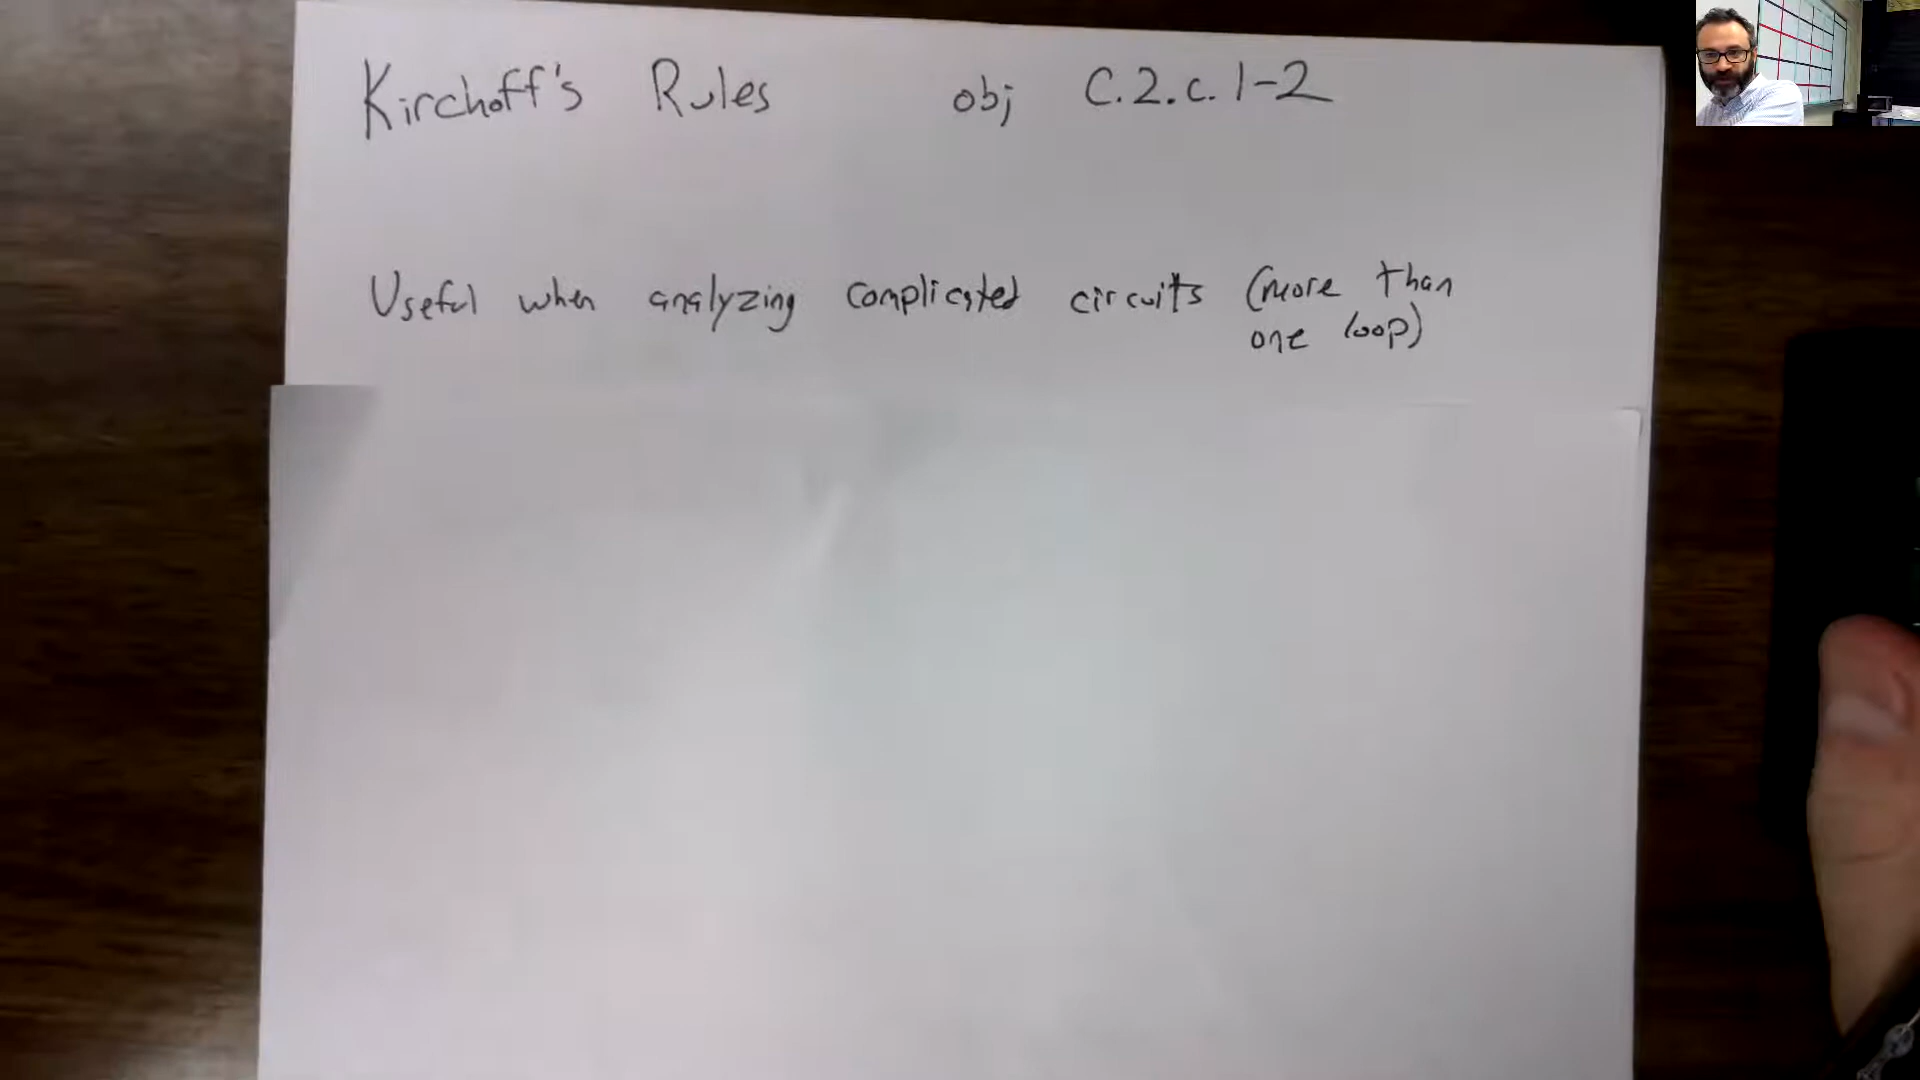 Kirchoff's Rules obj C.2.c.1-2
Useful when analyzing complicated circuits (more than
one loop)